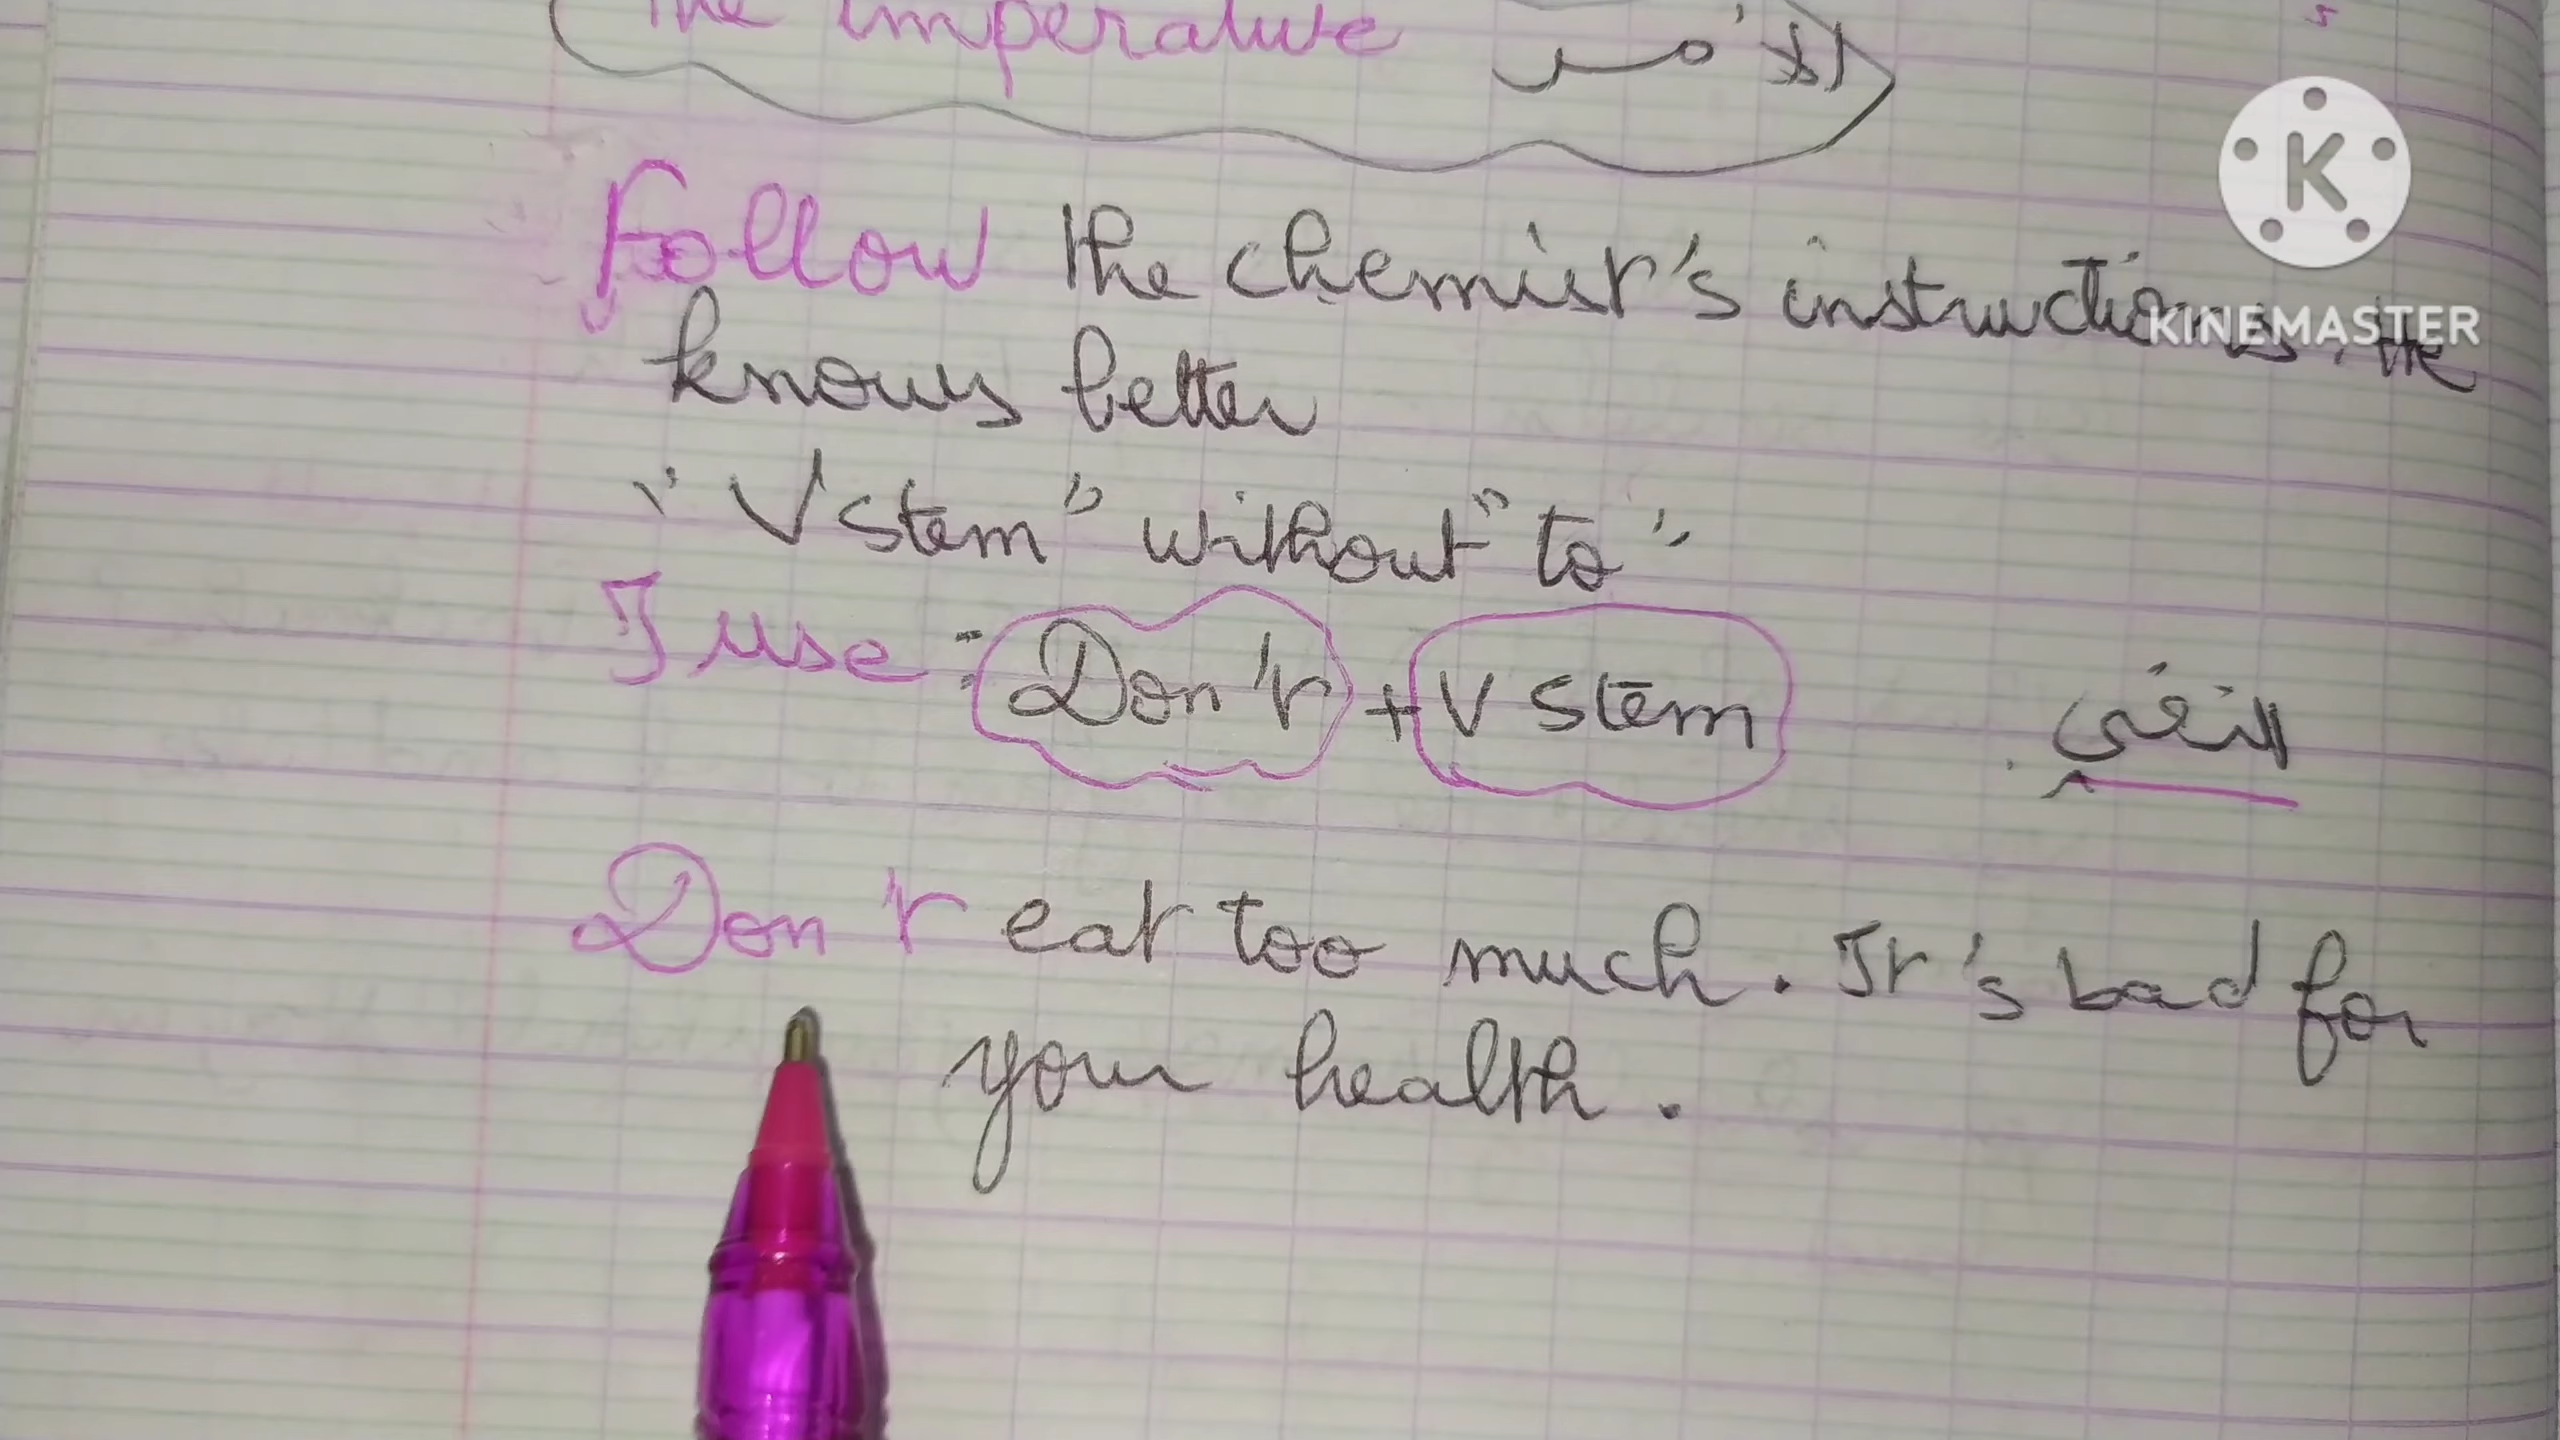 The imperative الأمر
Follow the chemist's instructions. He
knows better
"V stem" without "to"
I use : Don't + V stem النفي
Don't eat too much. It's bad for
your health.
K
KINEMASTER